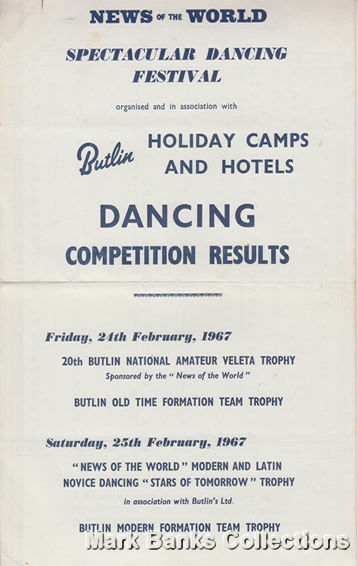 NEWS OF THE WORLD
SPECTACULAR DANCING
FESTIVAL
organised and in association with
Butlin HOLIDAY CAMPS
AND HOTELS
DANCING
COMPETITION RESULTS
Friday, 24th February, 1967
20th BUTLIN NATIONAL AMATEUR VELETA TROPHY
Sponsored by the "News of the World"
BUTLIN OLD TIME FORMATION TEAM TROPHY
Saturday, 25th February, 1967
"NEWS OF THE WORLD" MODERN AND LATIN
NOVICE DANCING "STARS OF TOMORROW" TROPHY
in association with Butlin's Ltd.
BUTLIN MODERN FORMATION TEAM TROPHY
Mark Banks Collections